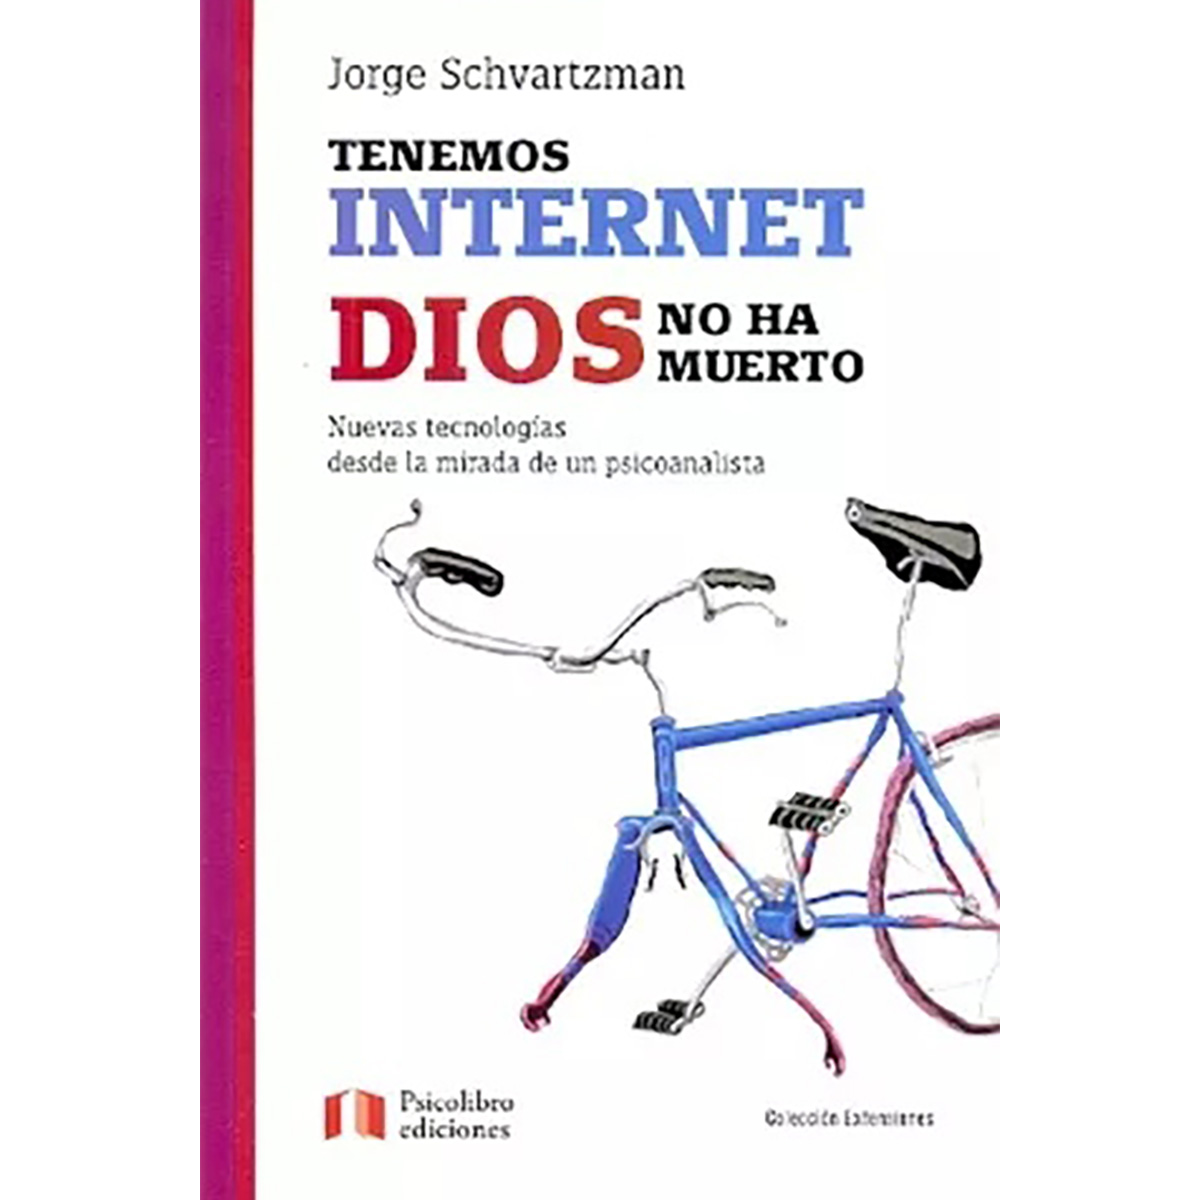 Jorge Schvartzman
TENEMOS
INTERNET
DIOS NO HA
MUERTO
Nuevas tecnologías
desde la mirada de un psicoanalista
Psicolibro
ediciones
Colección Extensiones